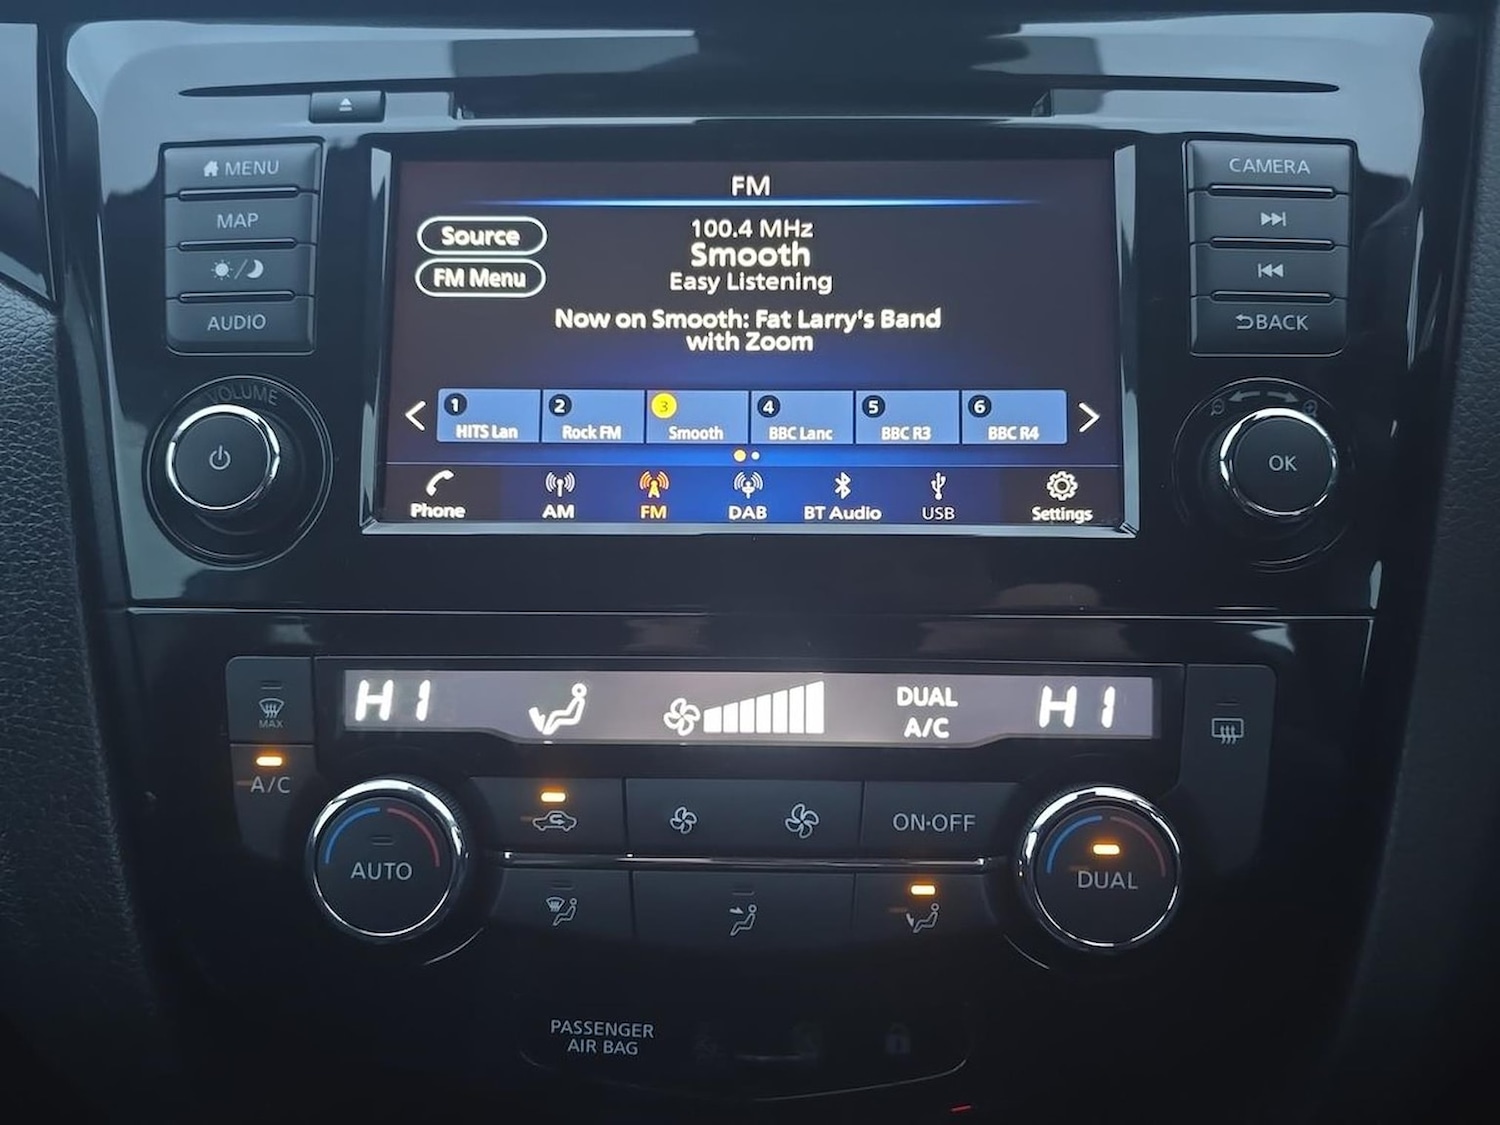 MENU
MAP
AUDIO
VOLUME
FM
Source
FM Menu
100.4 MHz
Smooth
Easy Listening
Now on Smooth: Fat Larry's Band
with Zoom
1 HITS Lan
2 Rock FM
3 Smooth
4 BBC Lanc
5 BBC R3
6 BBC R4
Phone
AM
FM
DAB
BT Audio
USB
Settings
CAMERA
BACK
OK
MAX
A/C
HI
DUAL
A/C
HI
AUTO
ON·OFF
DUAL
PASSENGER
AIR BAG